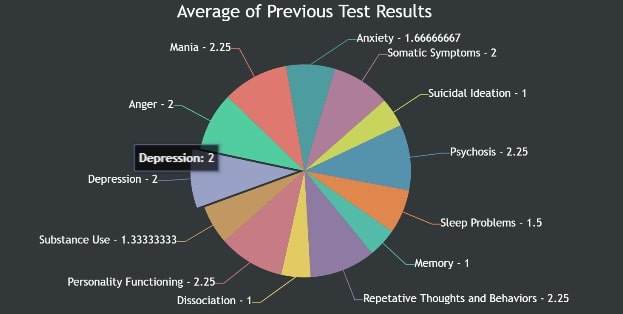 Average of Previous Test Results
Anxiety - 1.66666667
Somatic Symptoms - 2
Suicidal Ideation - 1
Psychosis - 2.25
Sleep Problems - 1.5
Memory - 1
Repetative Thoughts and Behaviors - 2.25
Dissociation - 1
Personality Functioning - 2.25
Substance Use - 1.33333333
Depression - 2
Depression: 2
Anger - 2
Mania - 2.25